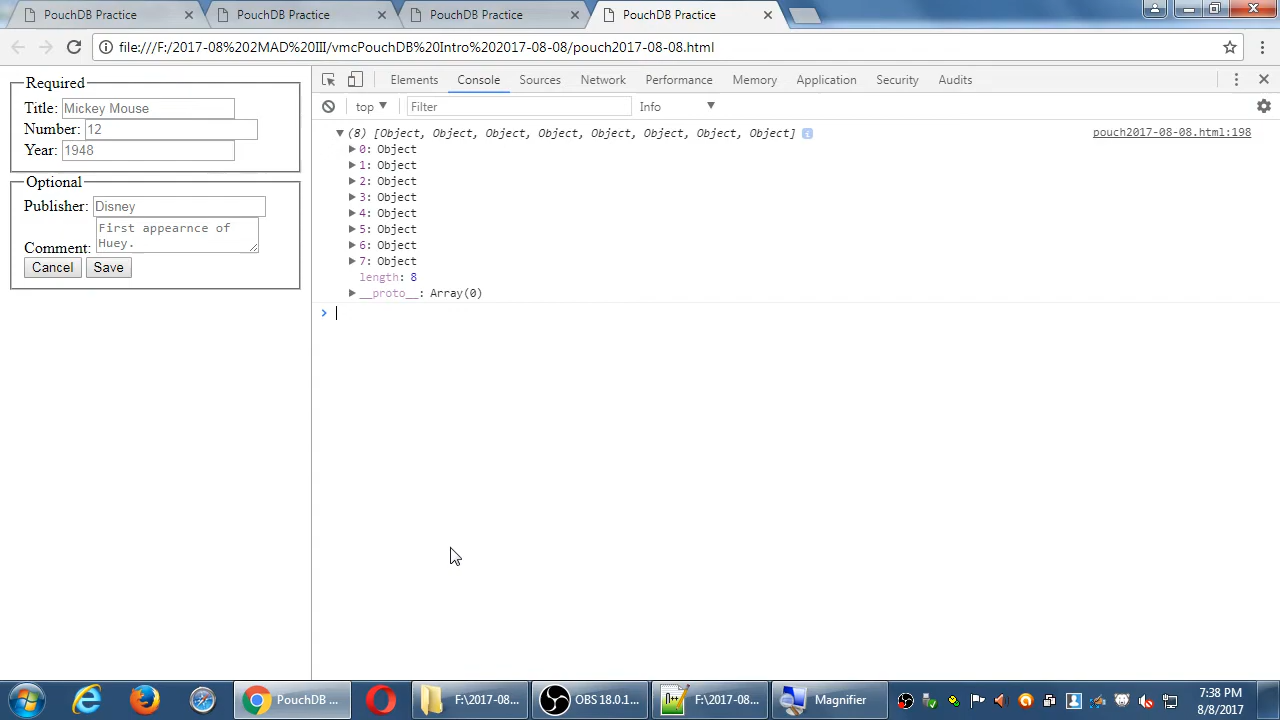 PouchDB Practice
PouchDB Practice
PouchDB Practice
PouchDB Practice
file:///F:/2017-08%202MAD%20III/vmcPouchDB%20Intro%202017-08-08/pouch2017-08-08.html
Required
Title: Mickey Mouse
Number: 12
Year: 1948
Optional
Publisher: Disney
Comment: First appearnce of
Huey.
Cancel Save
Elements Console Sources Network Performance Memory Application Security Audits
top Filter Info
(8) [Object, Object, Object, Object, Object, Object, Object, Object] i pouch2017-08-08.html:198
0: Object
1: Object
2: Object
3: Object
4: Object
5: Object
6: Object
7: Object
length: 8
__proto__: Array(0)
PouchDB ... F:\2017-08... OBS 18.0.1... F:\2017-08... Magnifier
7:38 PM
8/8/2017